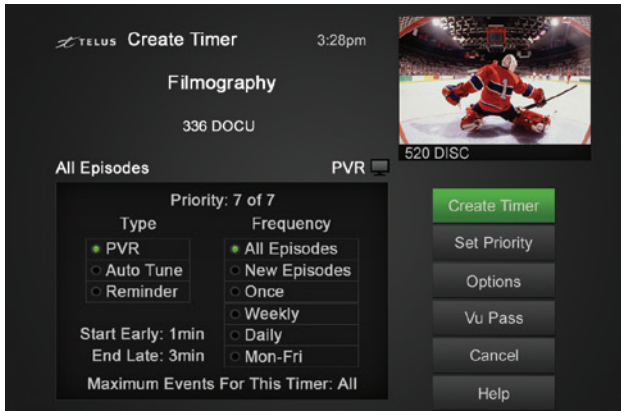 TELUS Create Timer 3:28pm
Filmography
336 DOCU
520 DISC
All Episodes PVR
Priority: 7 of 7
Type Frequency
PVR All Episodes
Auto Tune New Episodes
Reminder Once
Weekly
Start Early: 1min Daily
End Late: 3min Mon-Fri
Maximum Events For This Timer: All
Create Timer
Set Priority
Options
Vu Pass
Cancel
Help